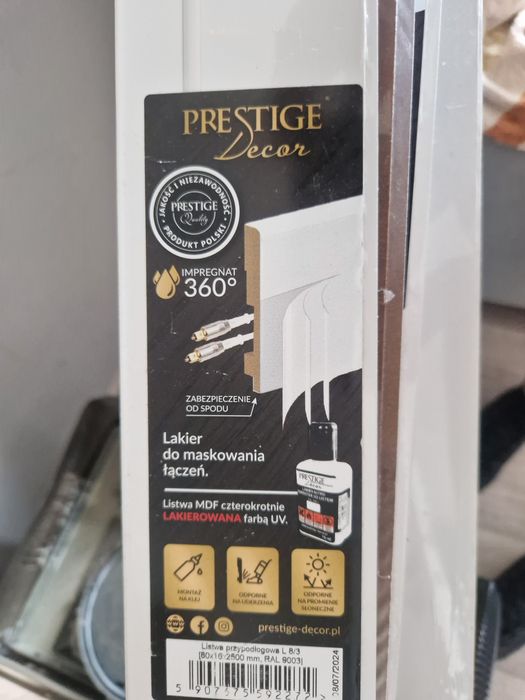 PRESTIGE
Decor
JAKOŚĆ I NIEZAWODNOŚĆ
PRESTIGE
Quality
PRODUKT POLSKI
IMPREGNAT
360°
ZABEZPIECZENIE
OD SPODU
Lakier
do maskowania
łączeń.
PRESTIGE
Decor
Listwa MDF czterokrotnie
LAKIEROWANA farbą UV.
MONTAŻ
NA KLEJ
ODPORNE
NA UDERZENIA
ODPORNE
NA PROMIENIE
SŁONECZNE
www
prestige-decor.pl
Listwa przypodłogowa L 8/3
[80x16 2500 mm, RAL 9003]
08/07/2024